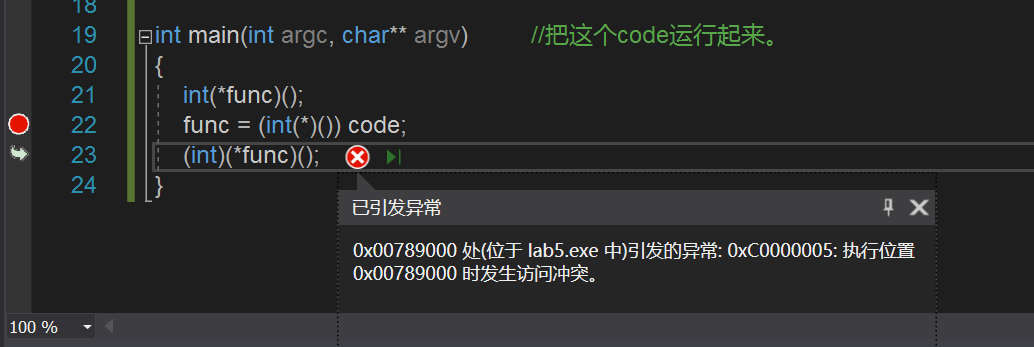 18
19 int main(int argc, char** argv) //把这个code运行起来。
20 {
21 int(*func)();
22 func = (int(*)()) code;
23 (int)(*func)();
24 }
已引发异常
0x00789000 处(位于 lab5.exe 中)引发的异常: 0xC0000005: 执行位置
0x00789000 时发生访问冲突。
100 %